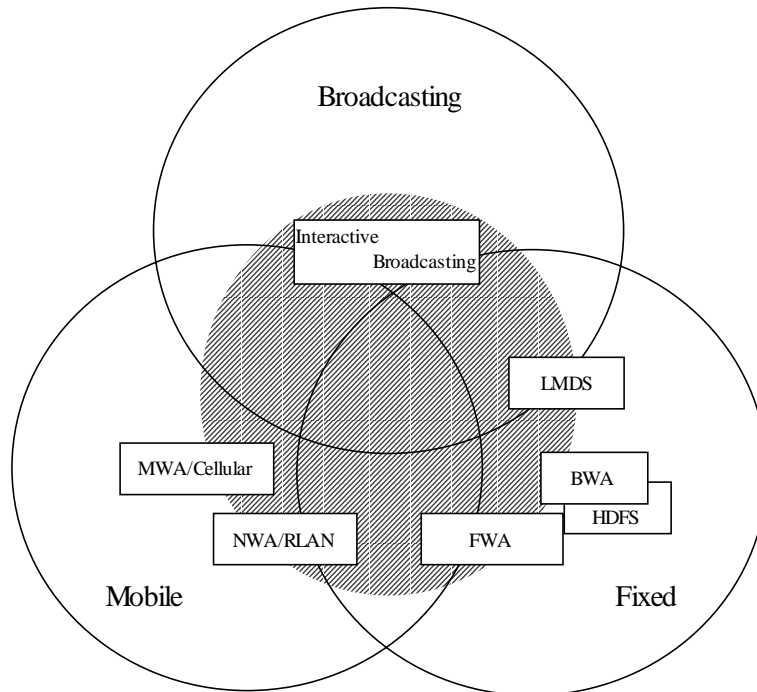 Broadcasting
Interactive
Broadcasting
LMDS
MWA/Cellular
BWA
HDFS
NWA/RLAN
FWA
Mobile
Fixed